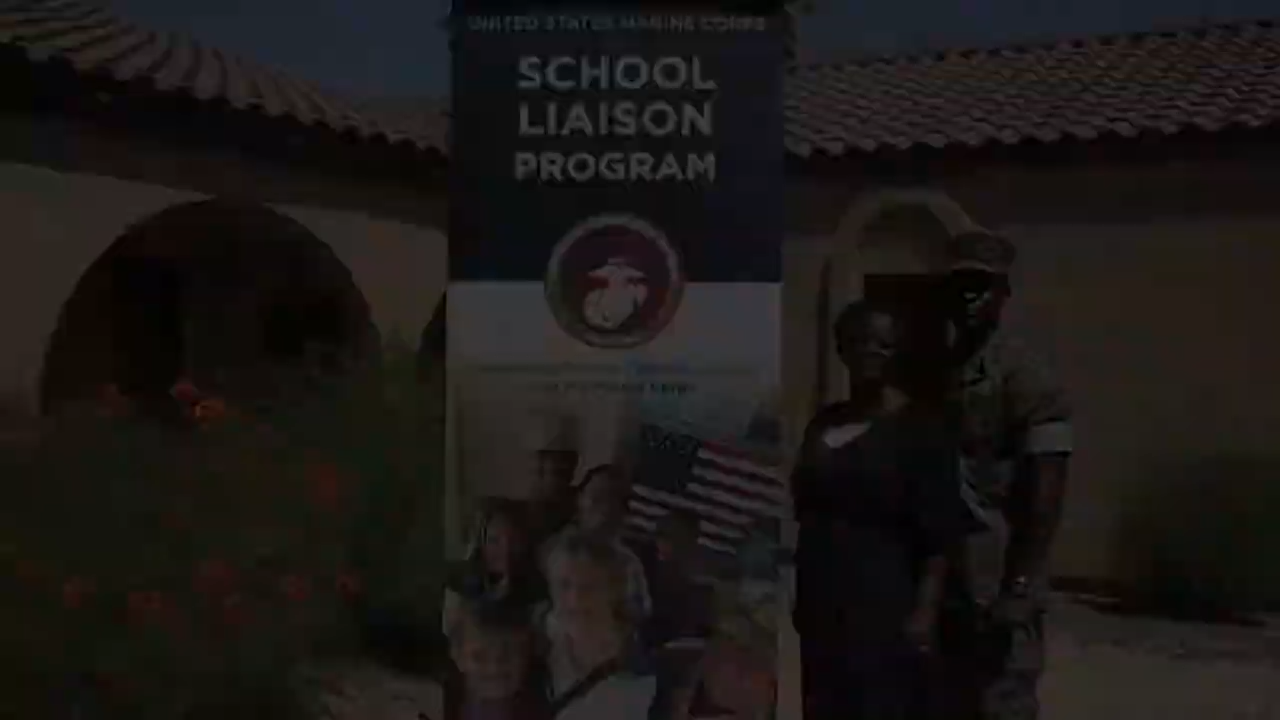 UNITED STATES MARINE CORPS
SCHOOL
LIAISON
PROGRAM